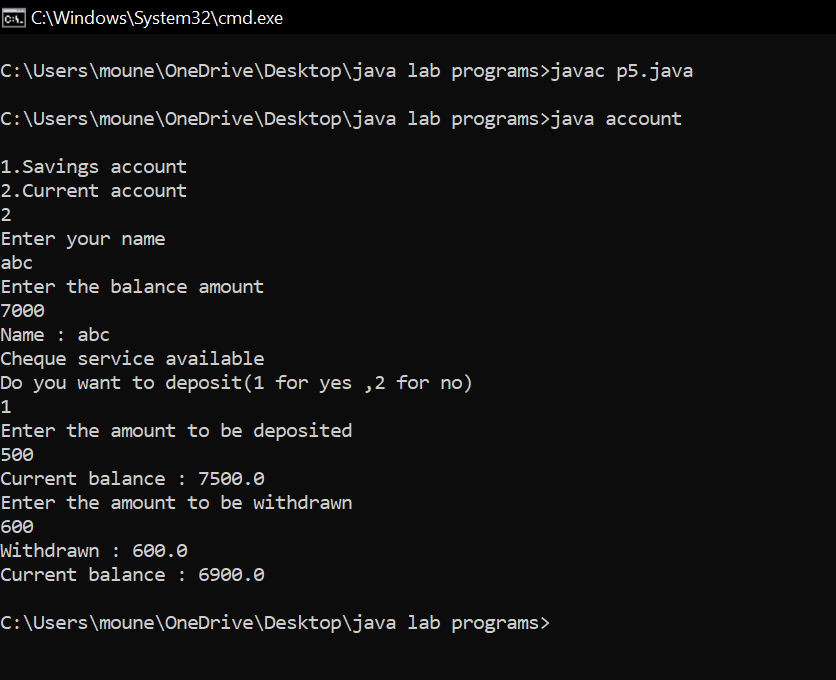 C:\Windows\System32\cmd.exe
C:\Users\moune\OneDrive\Desktop\java lab programs>javac p5.java
C:\Users\moune\OneDrive\Desktop\java lab programs>java account
1.Savings account
2.Current account
2
Enter your name
abc
Enter the balance amount
7000
Name : abc
Cheque service available
Do you want to deposit(1 for yes ,2 for no)
1
Enter the amount to be deposited
500
Current balance : 7500.0
Enter the amount to be withdrawn
600
Withdrawn : 600.0
Current balance : 6900.0
C:\Users\moune\OneDrive\Desktop\java lab programs>